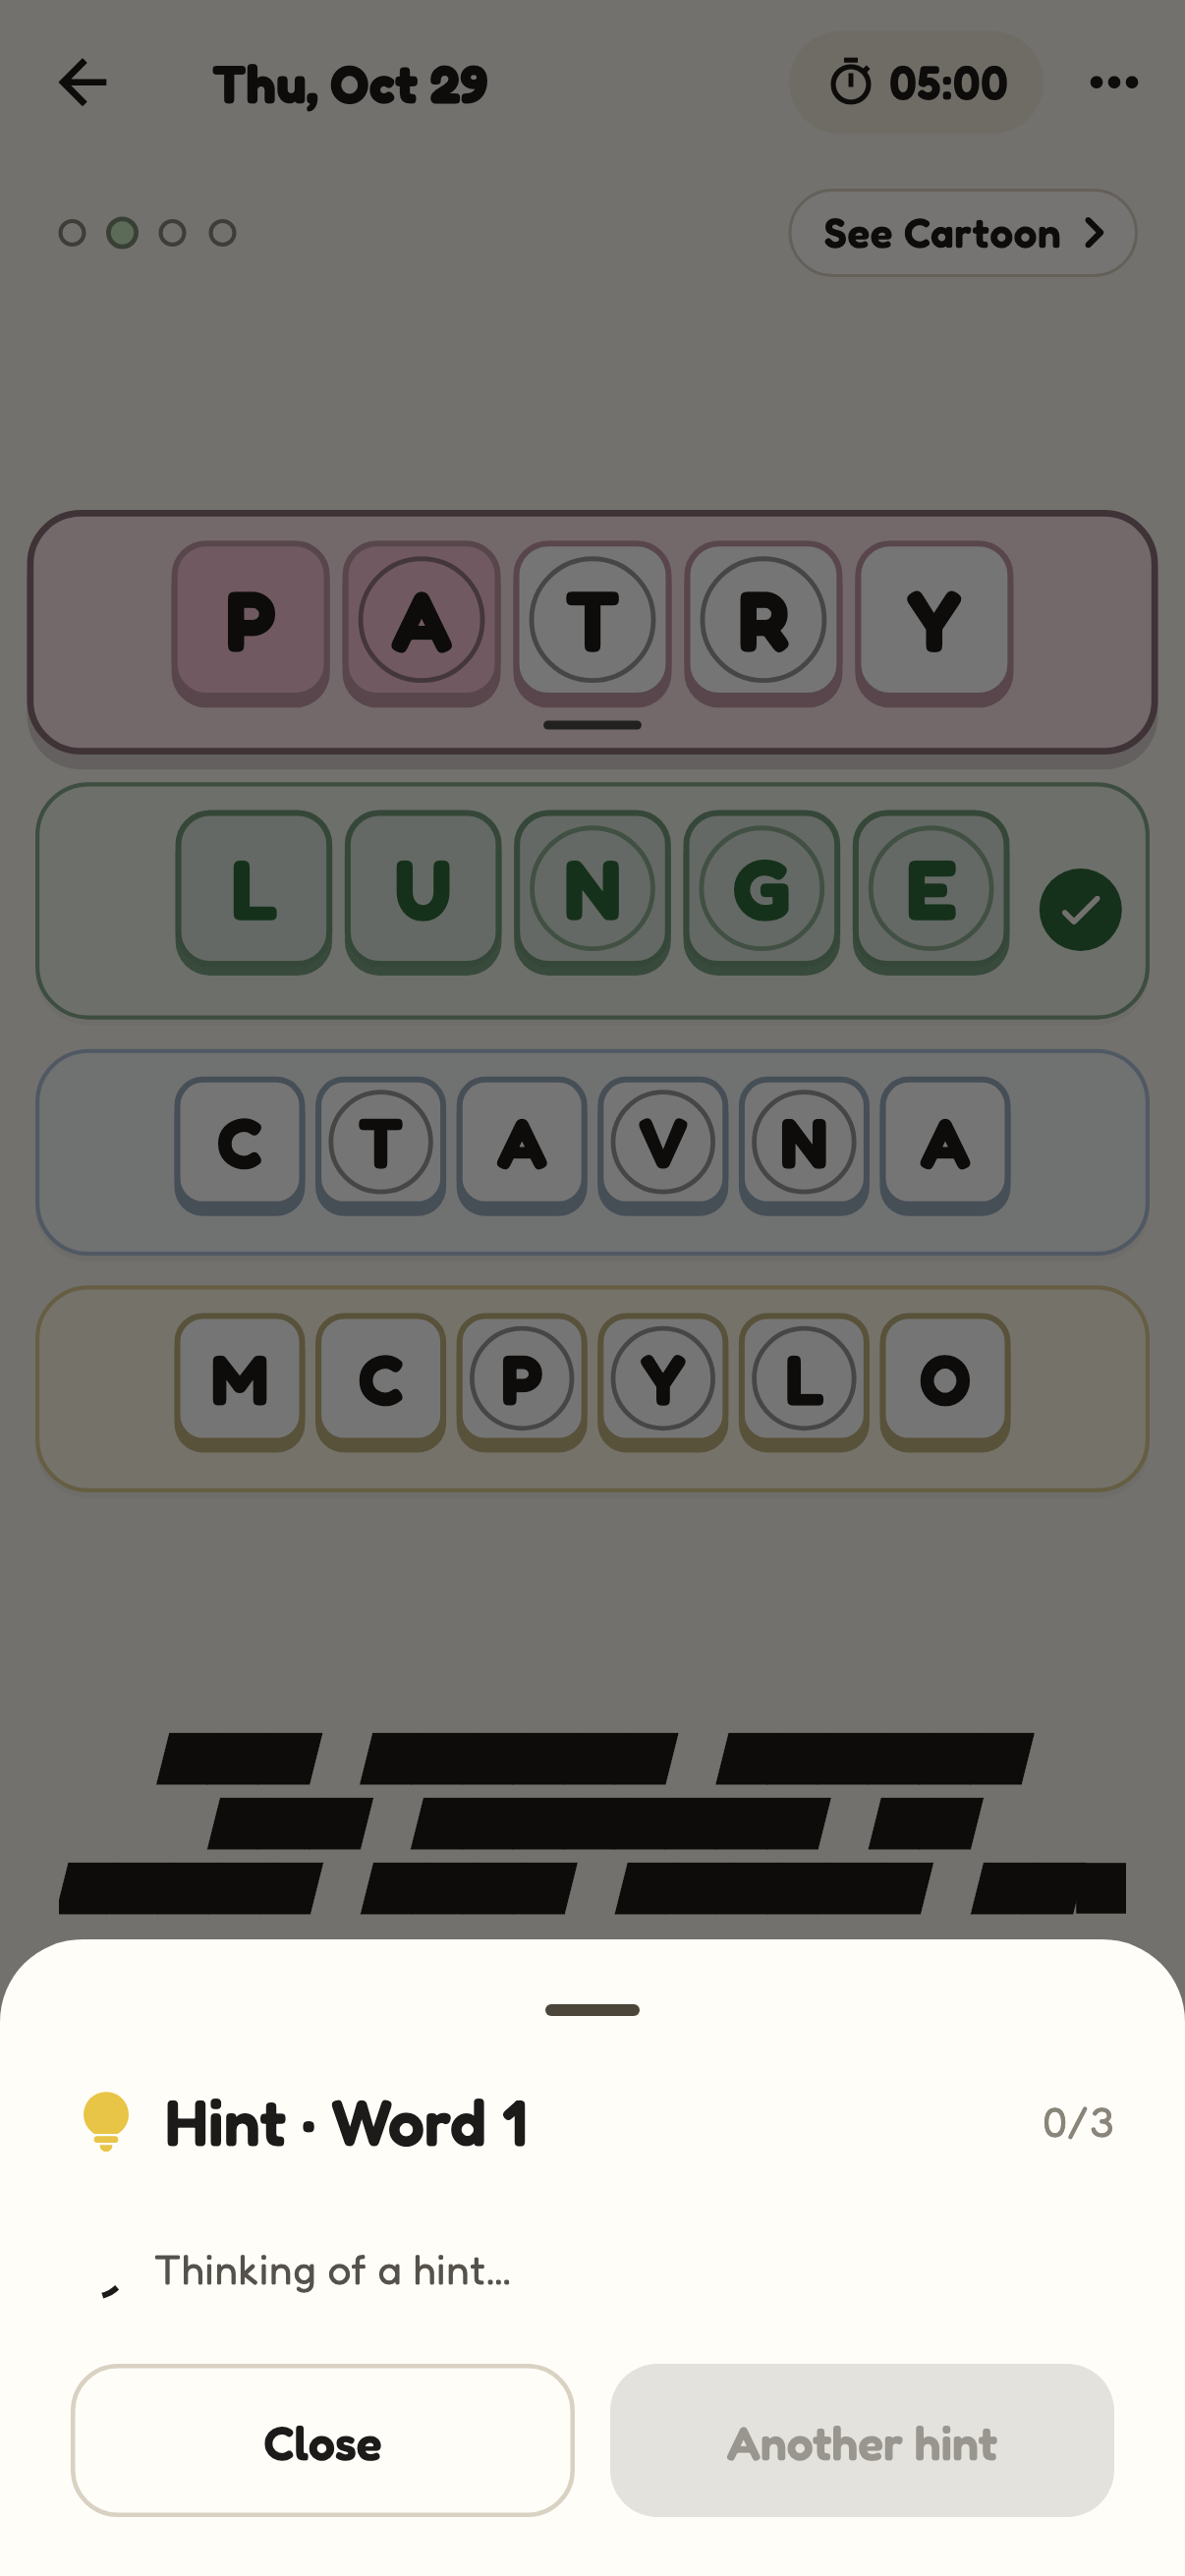 Thu, Oct 29
05:00
See Cartoon
P A T R Y
L U N G E
C T A V N A
M C P Y L O
Hint · Word 1
0/3
Thinking of a hint...
Close
Another hint